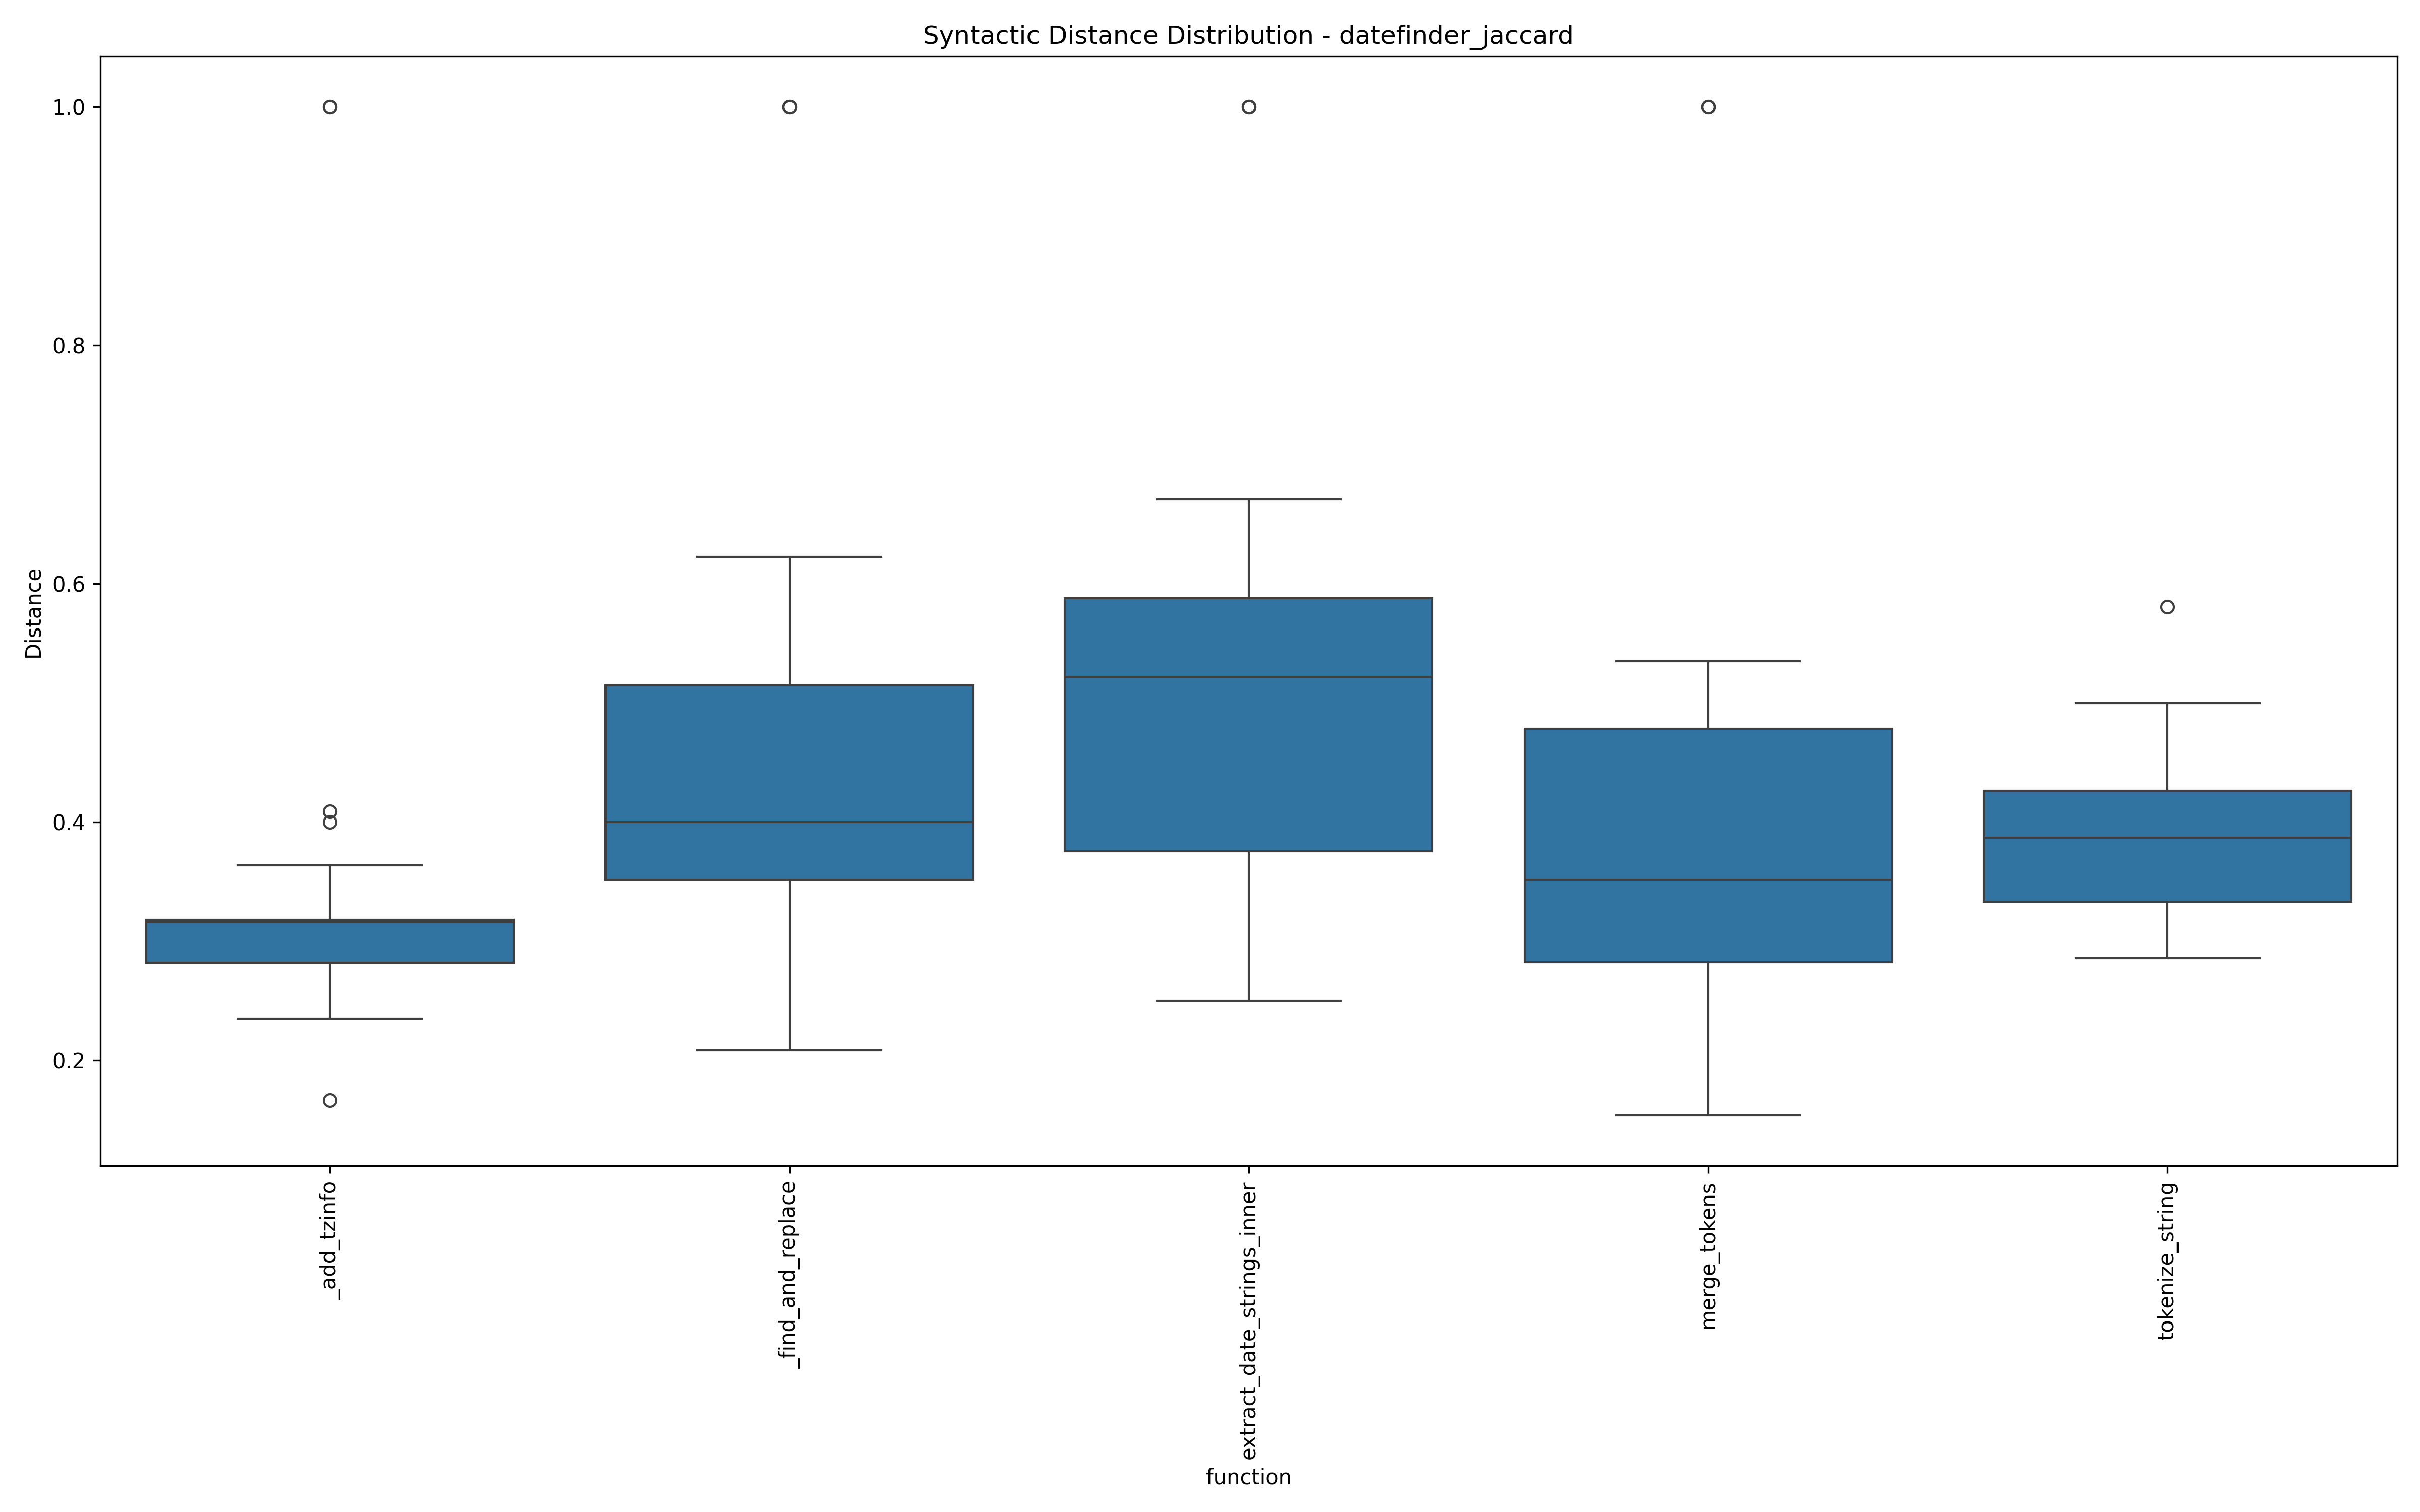 Syntactic Distance Distribution - datefinder_jaccard
1.0
0.8
0.6
0.4
0.2
Distance
_add_tzinfo
_find_and_replace
extract_date_strings_inner
merge_tokens
tokenize_string
function